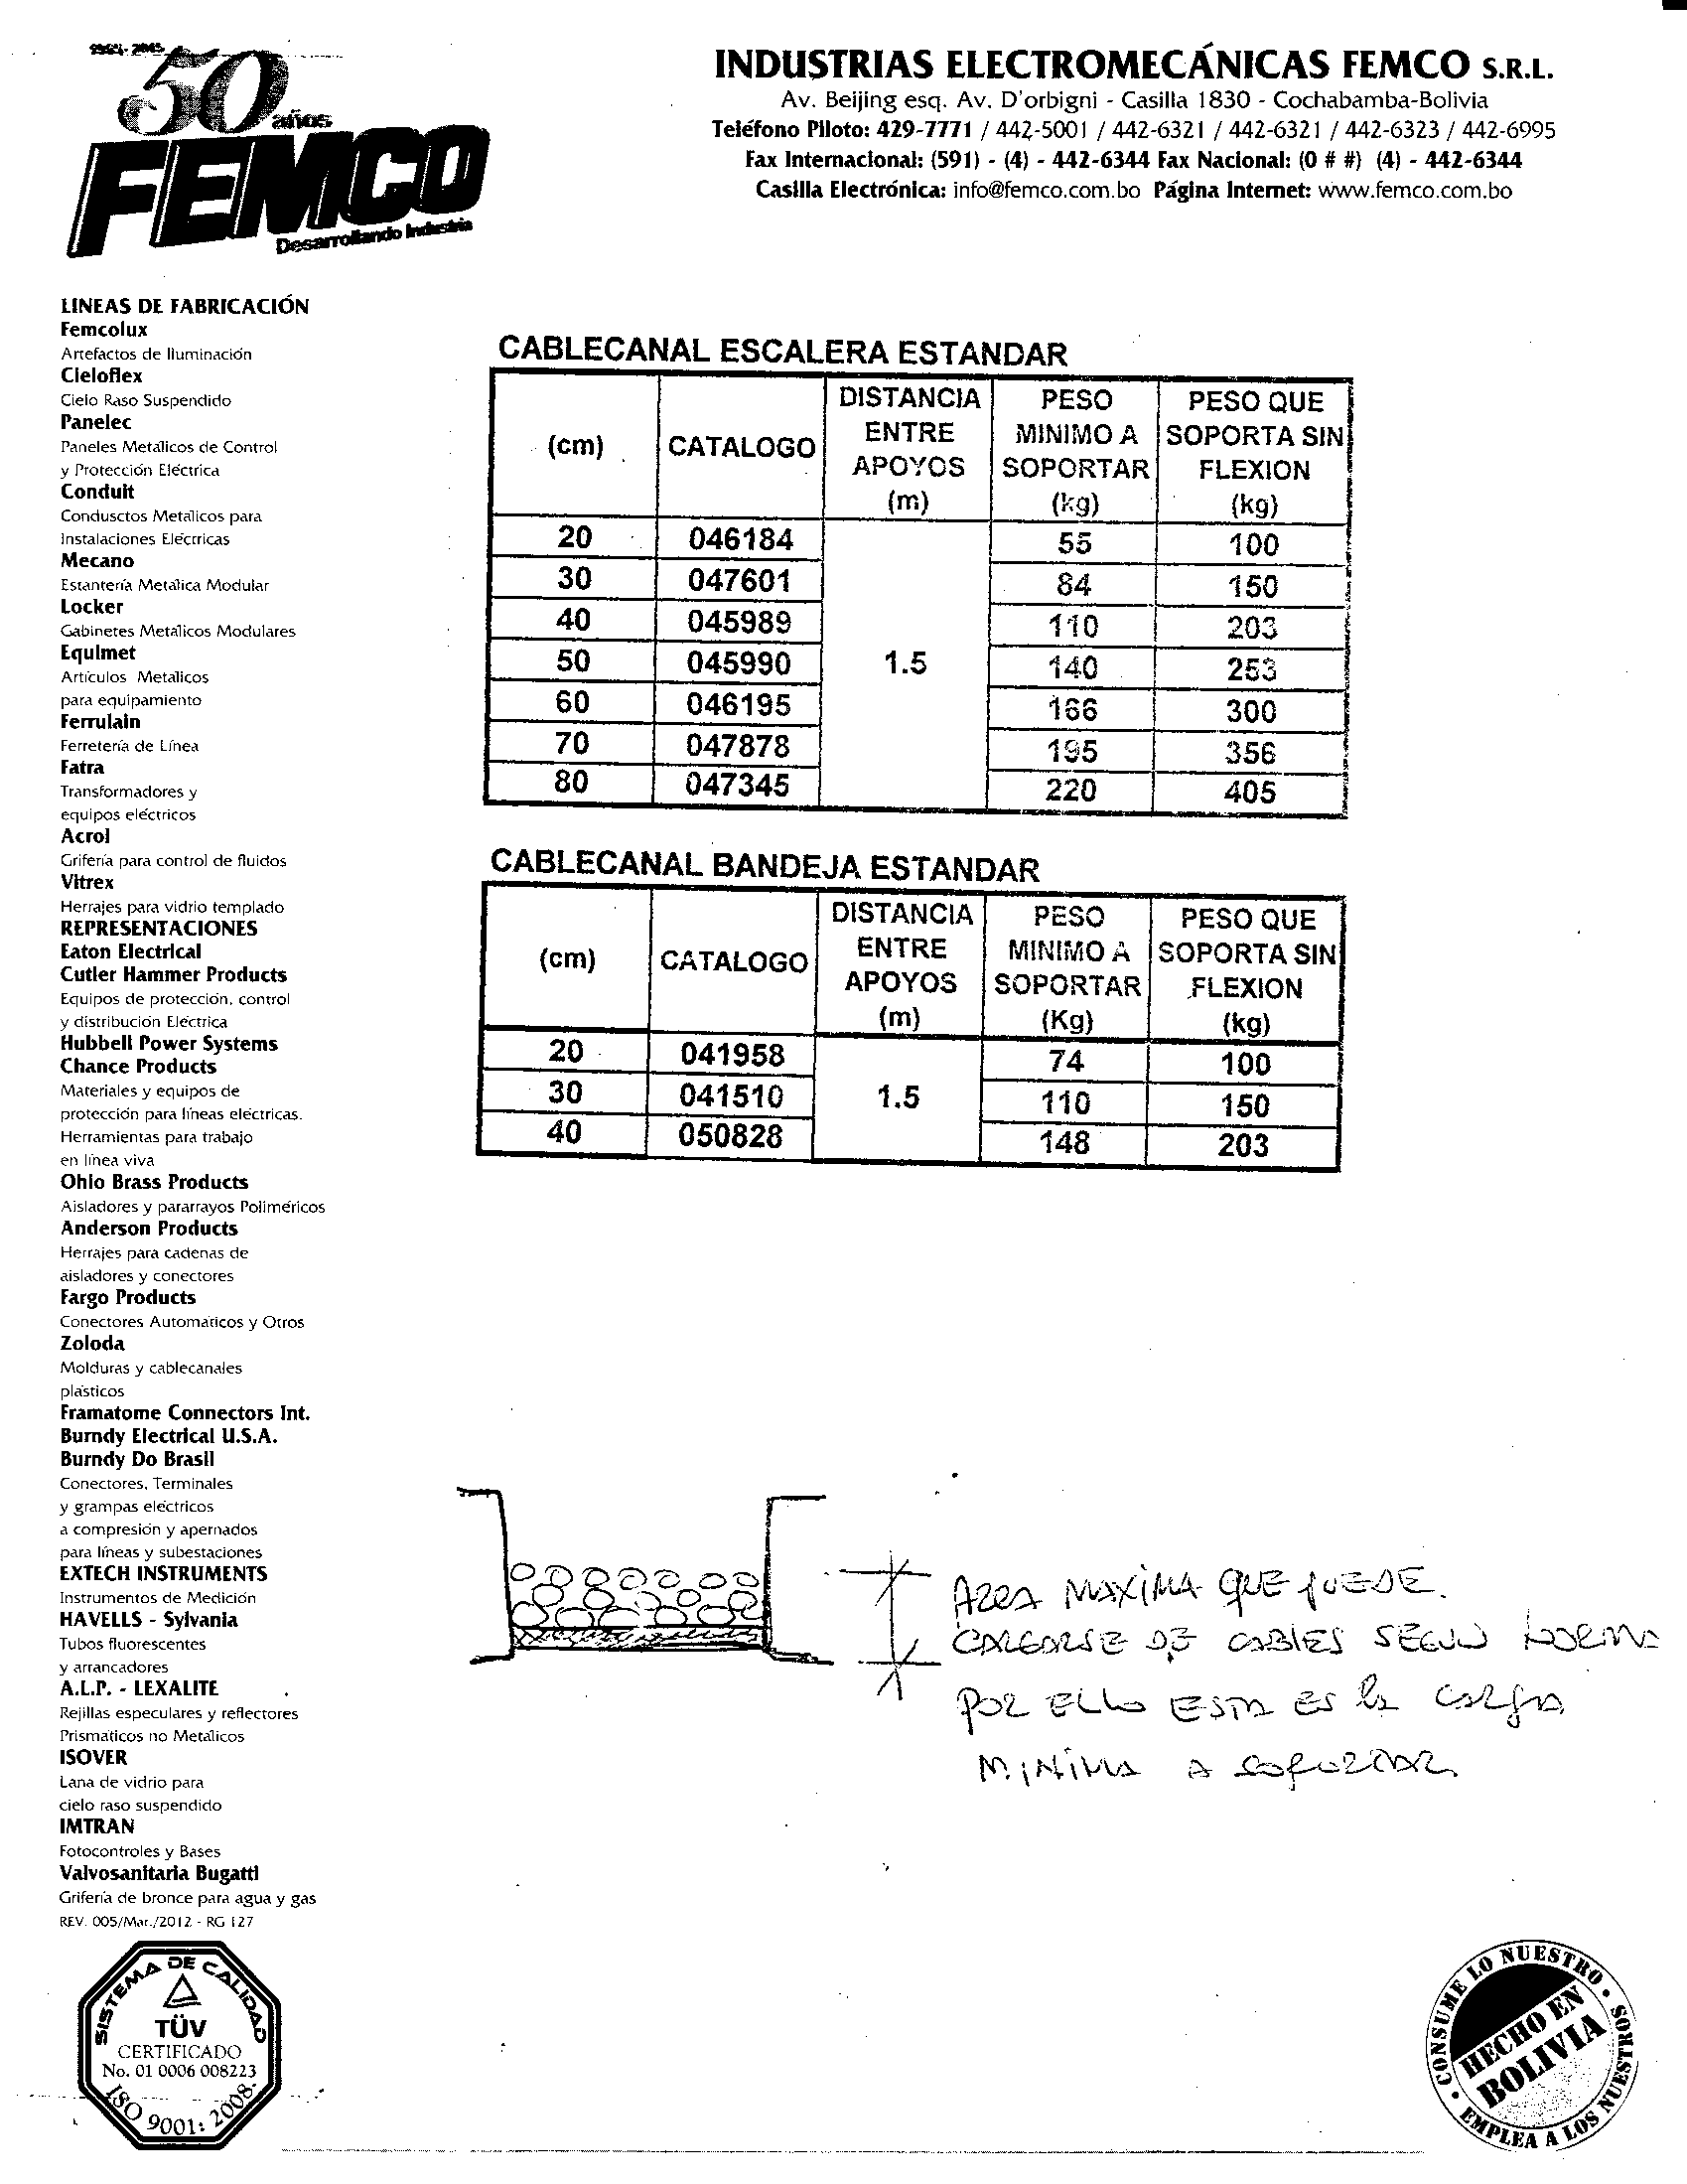 1965-2015
50 años
FEMCO
Desarrollando Industria
INDUSTRIAS ELECTROMECÁNICAS FEMCO S.R.L.
Av. Beijing esq. Av. D'orbigni - Casilla 1830 - Cochabamba-Bolivia
Teléfono Piloto: 429-7771 / 442-5001 / 442-6321 / 442-6321 / 442-6323 / 442-6995
Fax Internacional: (591) - (4) - 442-6344 Fax Nacional: (0 # #) (4) - 442-6344
Casilla Electrónica: info@femco.com.bo Página Internet: www.femco.com.bo
LINEAS DE FABRICACIÓN
Femcolux
Artefactos de Iluminación
Cieloflex
Cielo Raso Suspendido
Panelec
Paneles Metálicos de Control
y Protección Eléctrica
Conduit
Condusctos Metálicos para
Instalaciones Eléctricas
Mecano
Estantería Metálica Modular
Locker
Gabinetes Metálicos Modulares
Equimet
Artículos Metálicos
para equipamiento
Ferrulain
Ferretería de Línea
Fatra
Transformadores y
equipos eléctricos
Acrol
Grifería para control de fluidos
Vitrex
Herrajes para vidrio templado
REPRESENTACIONES
Eaton Electrical
Cutler Hammer Products
Equipos de protección, control
y distribución Eléctrica
Hubbell Power Systems
Chance Products
Materiales y equipos de
protección para líneas eléctricas.
Herramientas para trabajo
en línea viva
Ohio Brass Products
Aisladores y pararrayos Poliméricos
Anderson Products
Herrajes para cadenas de
aisladores y conectores
Fargo Products
Conectores Automáticos y Otros
Zoloda
Molduras y cablecanales
plásticos
Framatome Connectors Int.
Burndy Electrical U.S.A.
Burndy Do Brasil
Conectores, Terminales
y grampas eléctricos
a compresión y apernados
para líneas y subestaciones
EXTECH INSTRUMENTS
Instrumentos de Medición
HAVELLS - Sylvania
Tubos fluorescentes
y arrancadores
A.L.P. - LEXALITE
Rejillas especulares y reflectores
Prismáticos no Metálicos
ISOVER
Lana de vidrio para
cielo raso suspendido
IMTRAN
Fotocontroles y Bases
Valvosanitaria Bugatti
Grifería de bronce para agua y gas
REV. 005/Mar./2012 - RG 127
CABLECANAL ESCALERA ESTANDAR
(cm) CATALOGO DISTANCIA ENTRE APOYOS (m) PESO MINIMO A SOPORTAR (kg) PESO QUE SOPORTA SIN FLEXION (kg)
20 046184 55 100
30 047601 84 150
40 045989 110 203
50 045990 1.5 140 253
60 046195 166 300
70 047878 195 356
80 047345 220 405
CABLECANAL BANDEJA ESTANDAR
(cm) CATALOGO DISTANCIA ENTRE APOYOS (m) PESO MINIMO A SOPORTAR (Kg) PESO QUE SOPORTA SIN FLEXION (kg)
20 041958 74 100
30 041510 1.5 110 150
40 050828 148 203
AREA MAXIMA QUE PUEDE
CARGARSE DE CABLES SEGUN NORMA
POR ELLO ESTA ES la CARGA
MINIMA A SOPORTAR
SISTEMA DE CALIDAD
TÜV
CERTIFICADO
No. 01 0006 008223
ISO 9001: 2008
CONSUME LO NUESTRO
HECHO EN
BOLIVIA
EMPLEA A LOS NUESTROS